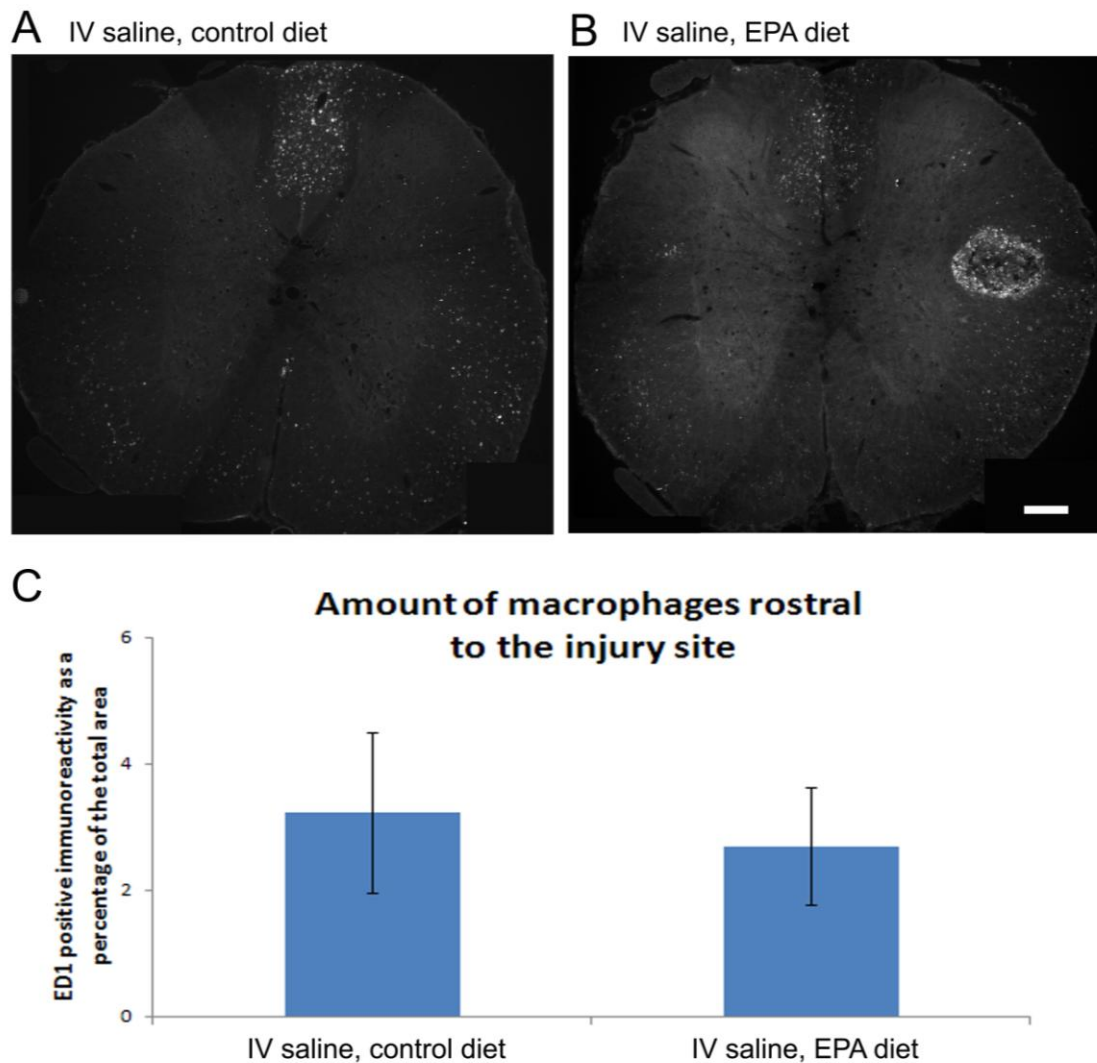 A IV saline, control diet
B IV saline, EPA diet
C
Amount of macrophages rostral
to the injury site
ED1 positive immunoreactivity as a
percentage of the total area
6
4
2
0
IV saline, control diet
IV saline, EPA diet